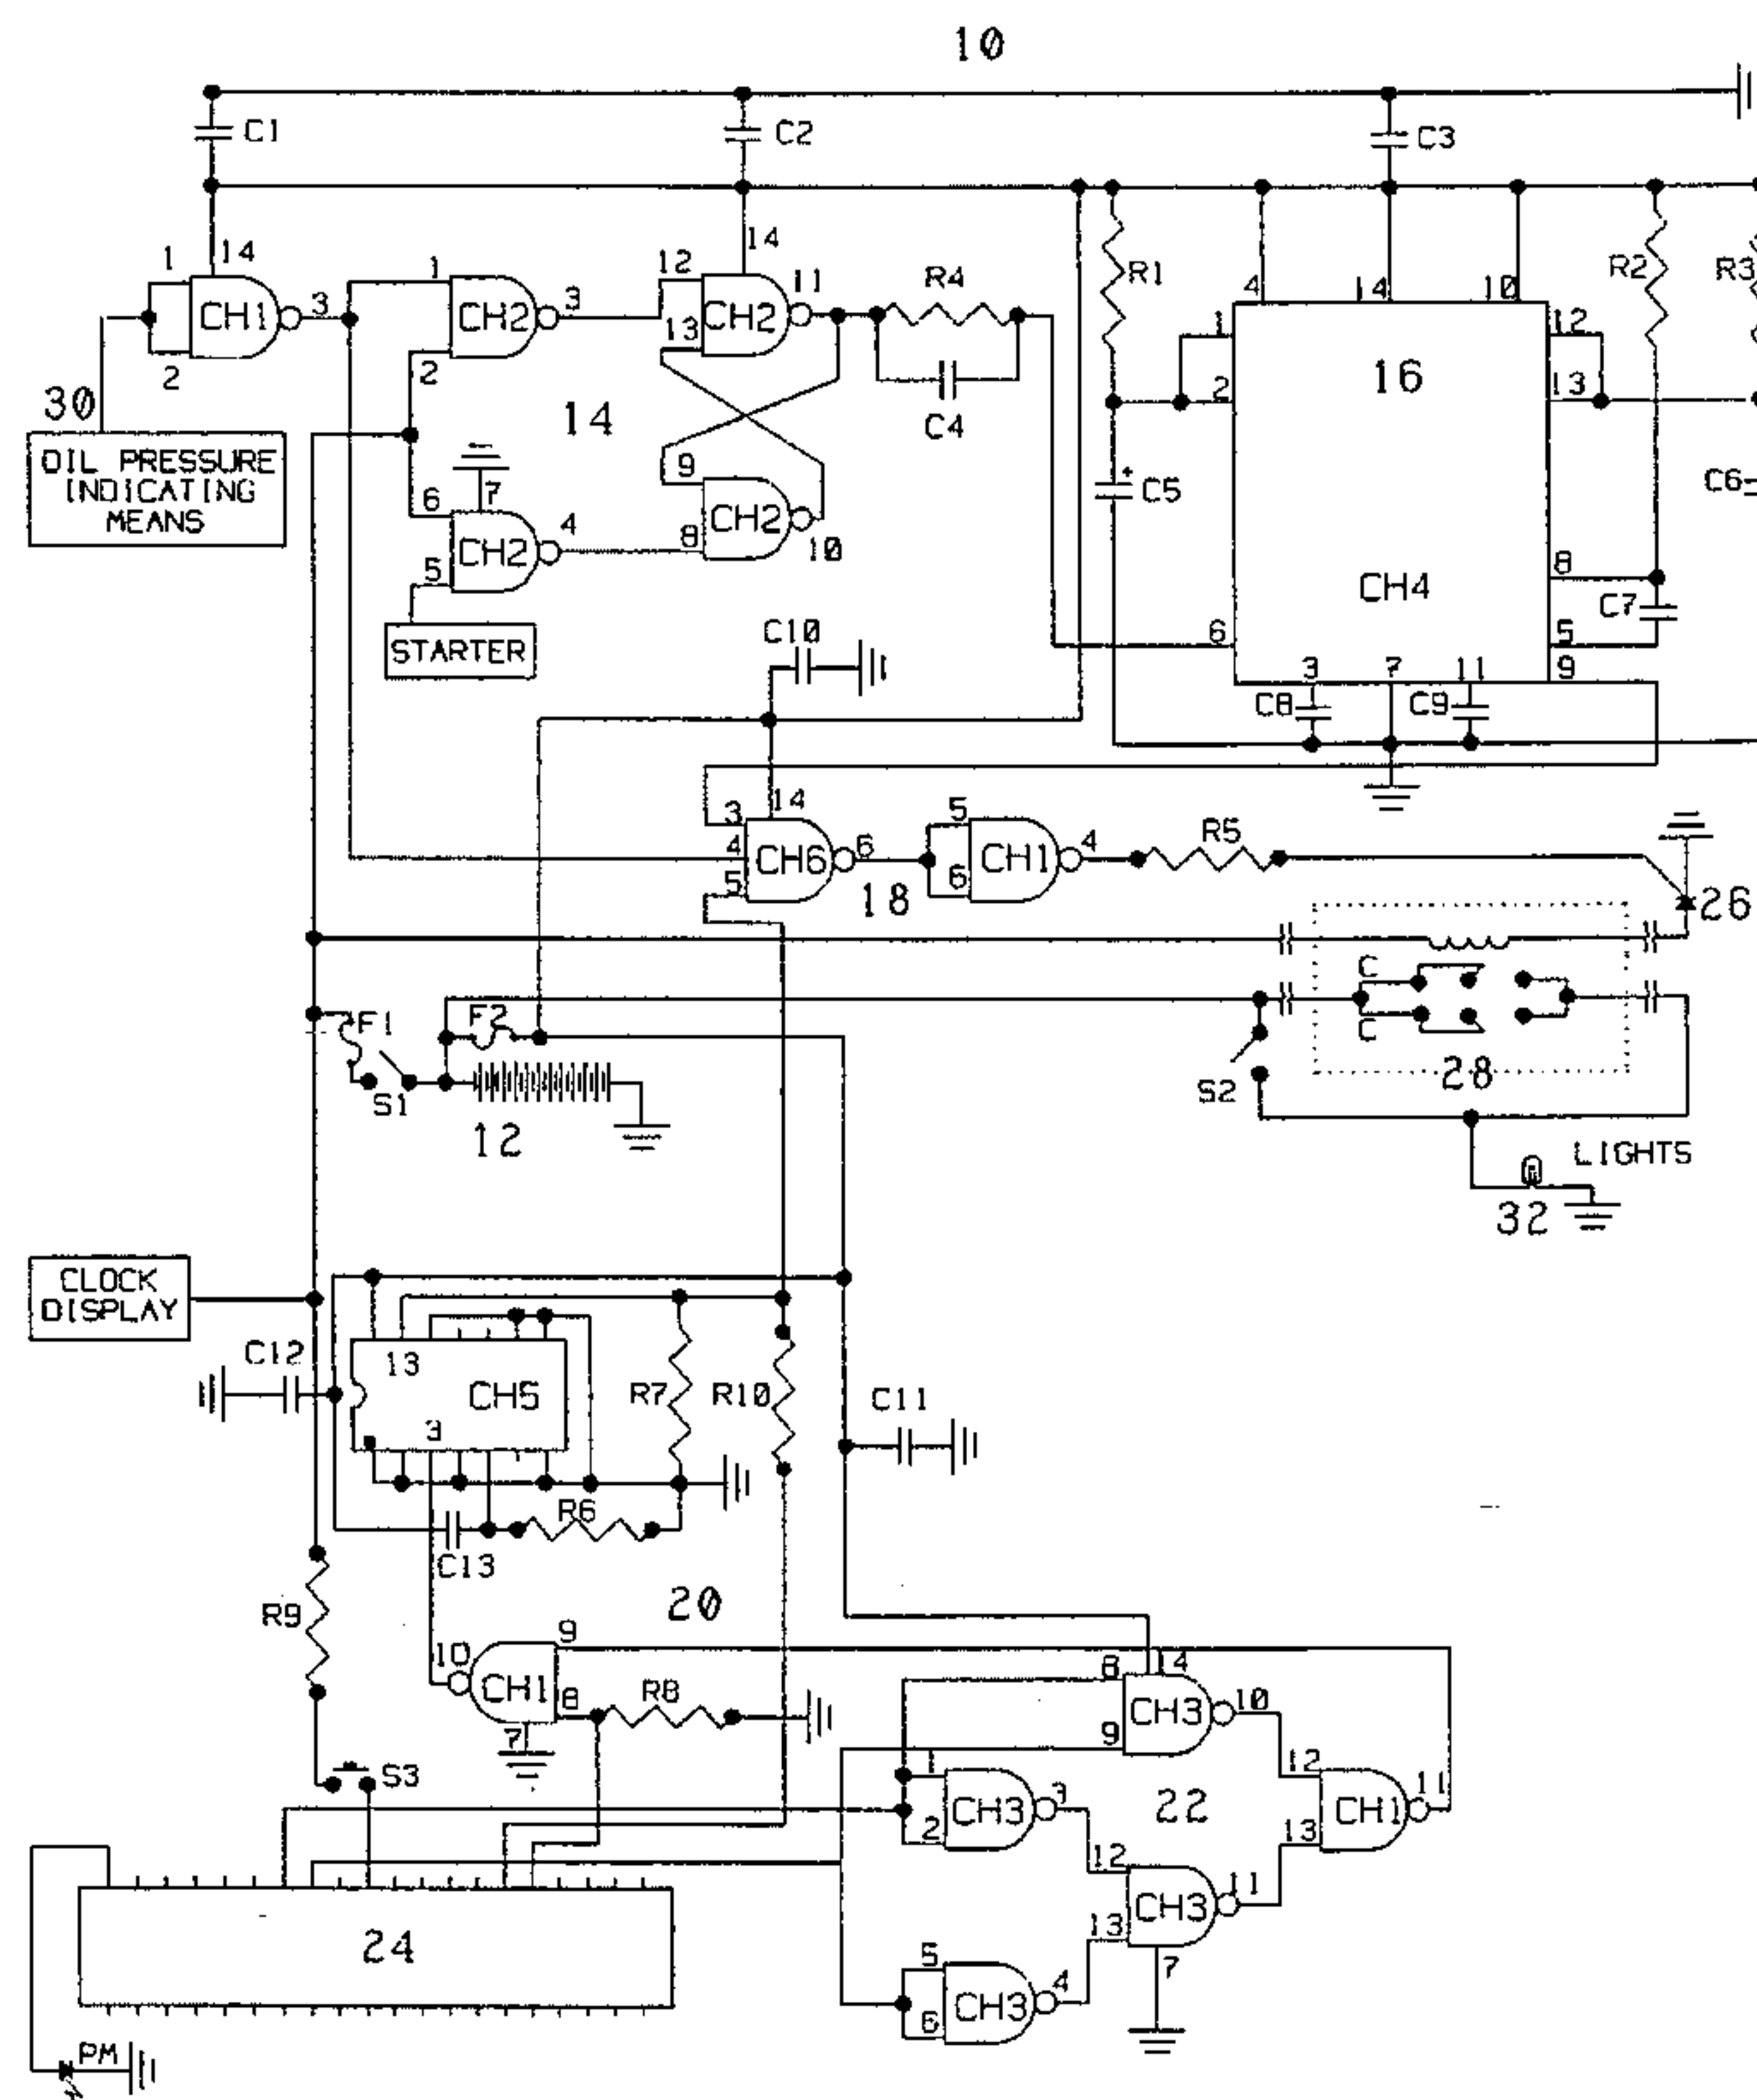 10
C1
C2
C3
1
14
3
2
CH1
1
3
2
CH2
12
14
11
13
CH2
R4
C4
R1
4
14
10
R2
R3
1
2
16
12
13
30
OIL PRESSURE
INDICATING
MEANS
14
9
8
CH2
10
6
7
4
5
CH2
STARTER
C5
C6
CH4
8
C7
5
6
3
7
11
9
C8
C9
C10
3
14
4
5
CH6
6
18
5
6
CH1
4
R5
26
C
C
28
F1
F2
S1
12
S2
LIGHTS
32
CLOCK
DISPLAY
C12
13
CH5
3
R7
R10
C11
R6
C13
R9
20
10
CH1
9
8
7
R8
S3
8
14
9
CH3
10
1
2
CH3
3
22
12
13
CH1
11
12
13
CH3
11
7
5
6
CH3
4
24
PM